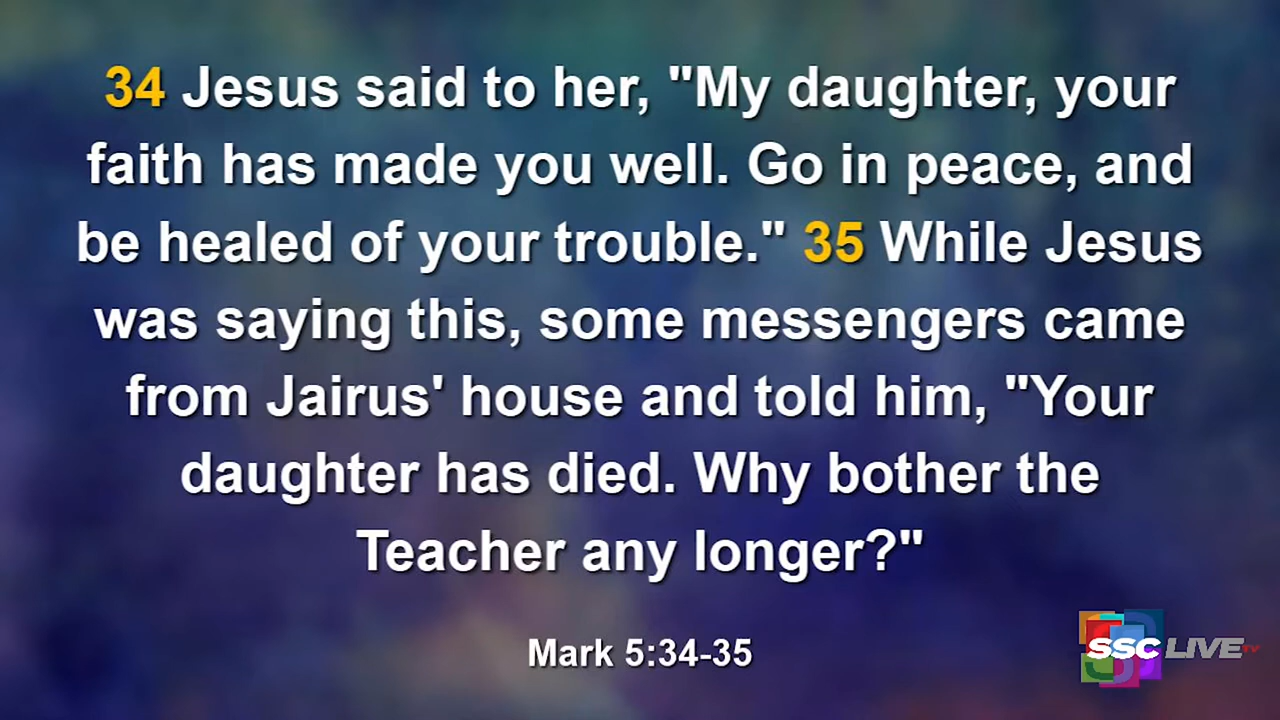 34 Jesus said to her, "My daughter, your
faith has made you well. Go in peace, and
be healed of your trouble." 35 While Jesus
was saying this, some messengers came
from Jairus' house and told him, "Your
daughter has died. Why bother the
Teacher any longer?"
Mark 5:34-35
SSC LIVE TV